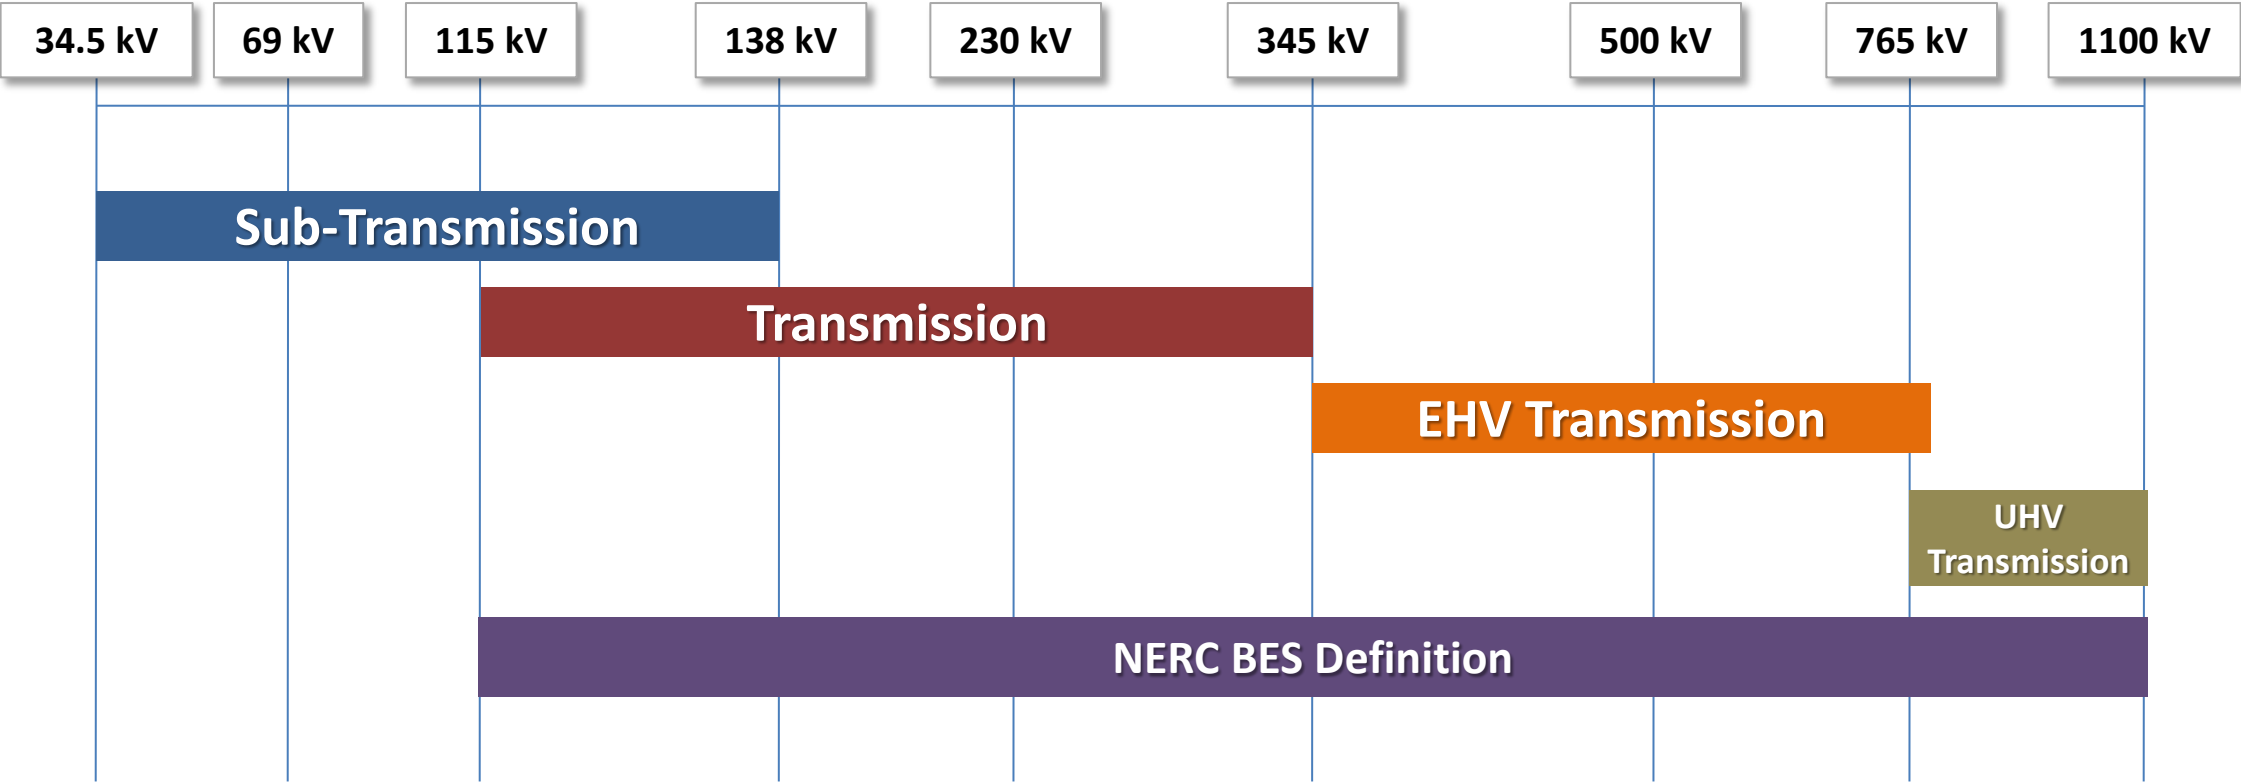 34.5 kV
69 kV
115 kV
138 kV
230 kV
345 kV
500 kV
765 kV
1100 kV
Sub-Transmission
Transmission
EHV Transmission
UHV
Transmission
NERC BES Definition